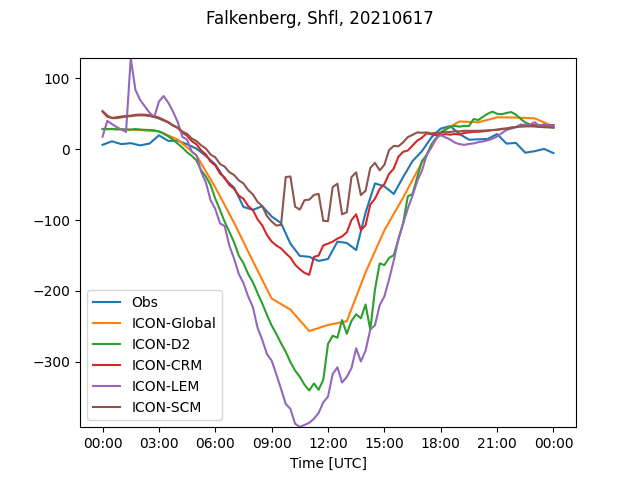 Falkenberg, Shfl, 20210617
100
0
−100
−200
−300
Obs
ICON-Global
ICON-D2
ICON-CRM
ICON-LEM
ICON-SCM
00:00 03:00 06:00 09:00 12:00 15:00 18:00 21:00 00:00
Time [UTC]